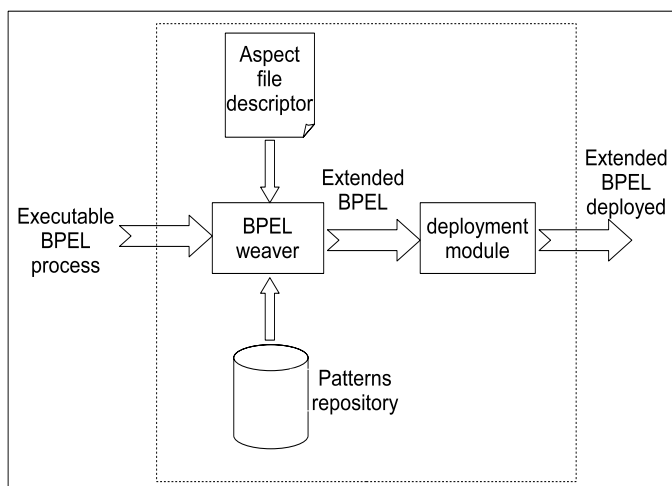 Aspect
file
descriptor
Executable
BPEL
process
BPEL
weaver
Extended
BPEL
deployment
module
Extended
BPEL
deployed
Patterns
repository